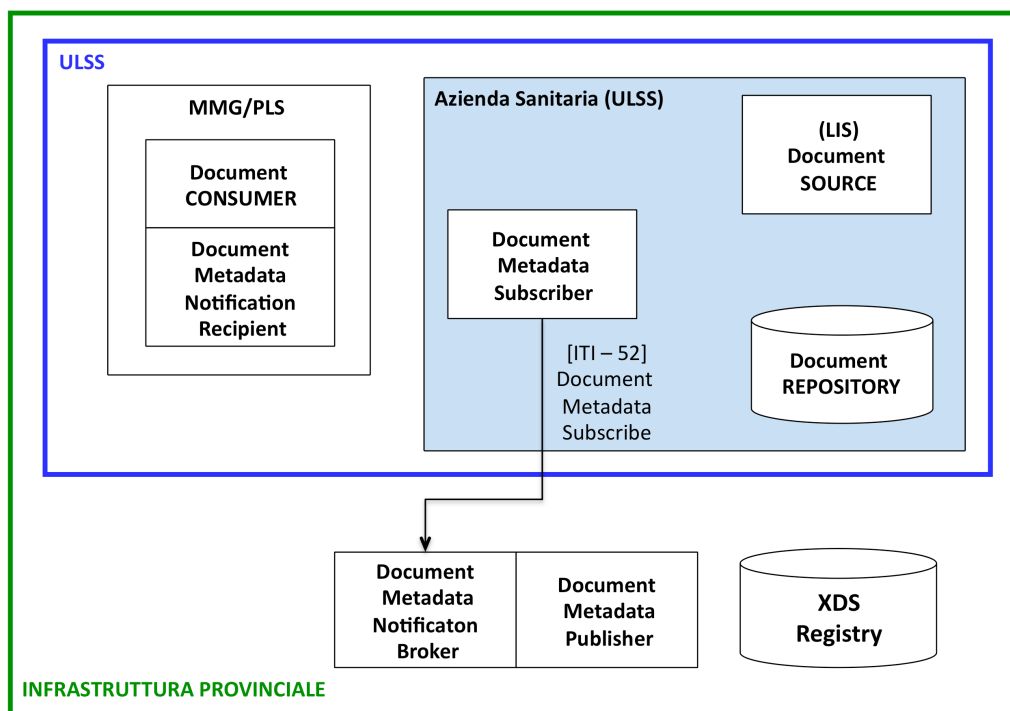 ULSS
MMG/PLS
Document
CONSUMER
Document
Metadata
Notification
Recipient
Azienda Sanitaria (ULSS)
(LIS)
Document
SOURCE
Document
Metadata
Subscriber
[ITI – 52]
Document
Metadata
Subscribe
Document
REPOSITORY
Document
Metadata
Notificaton
Broker
Document
Metadata
Publisher
XDS
Registry
INFRASTRUTTURA PROVINCIALE